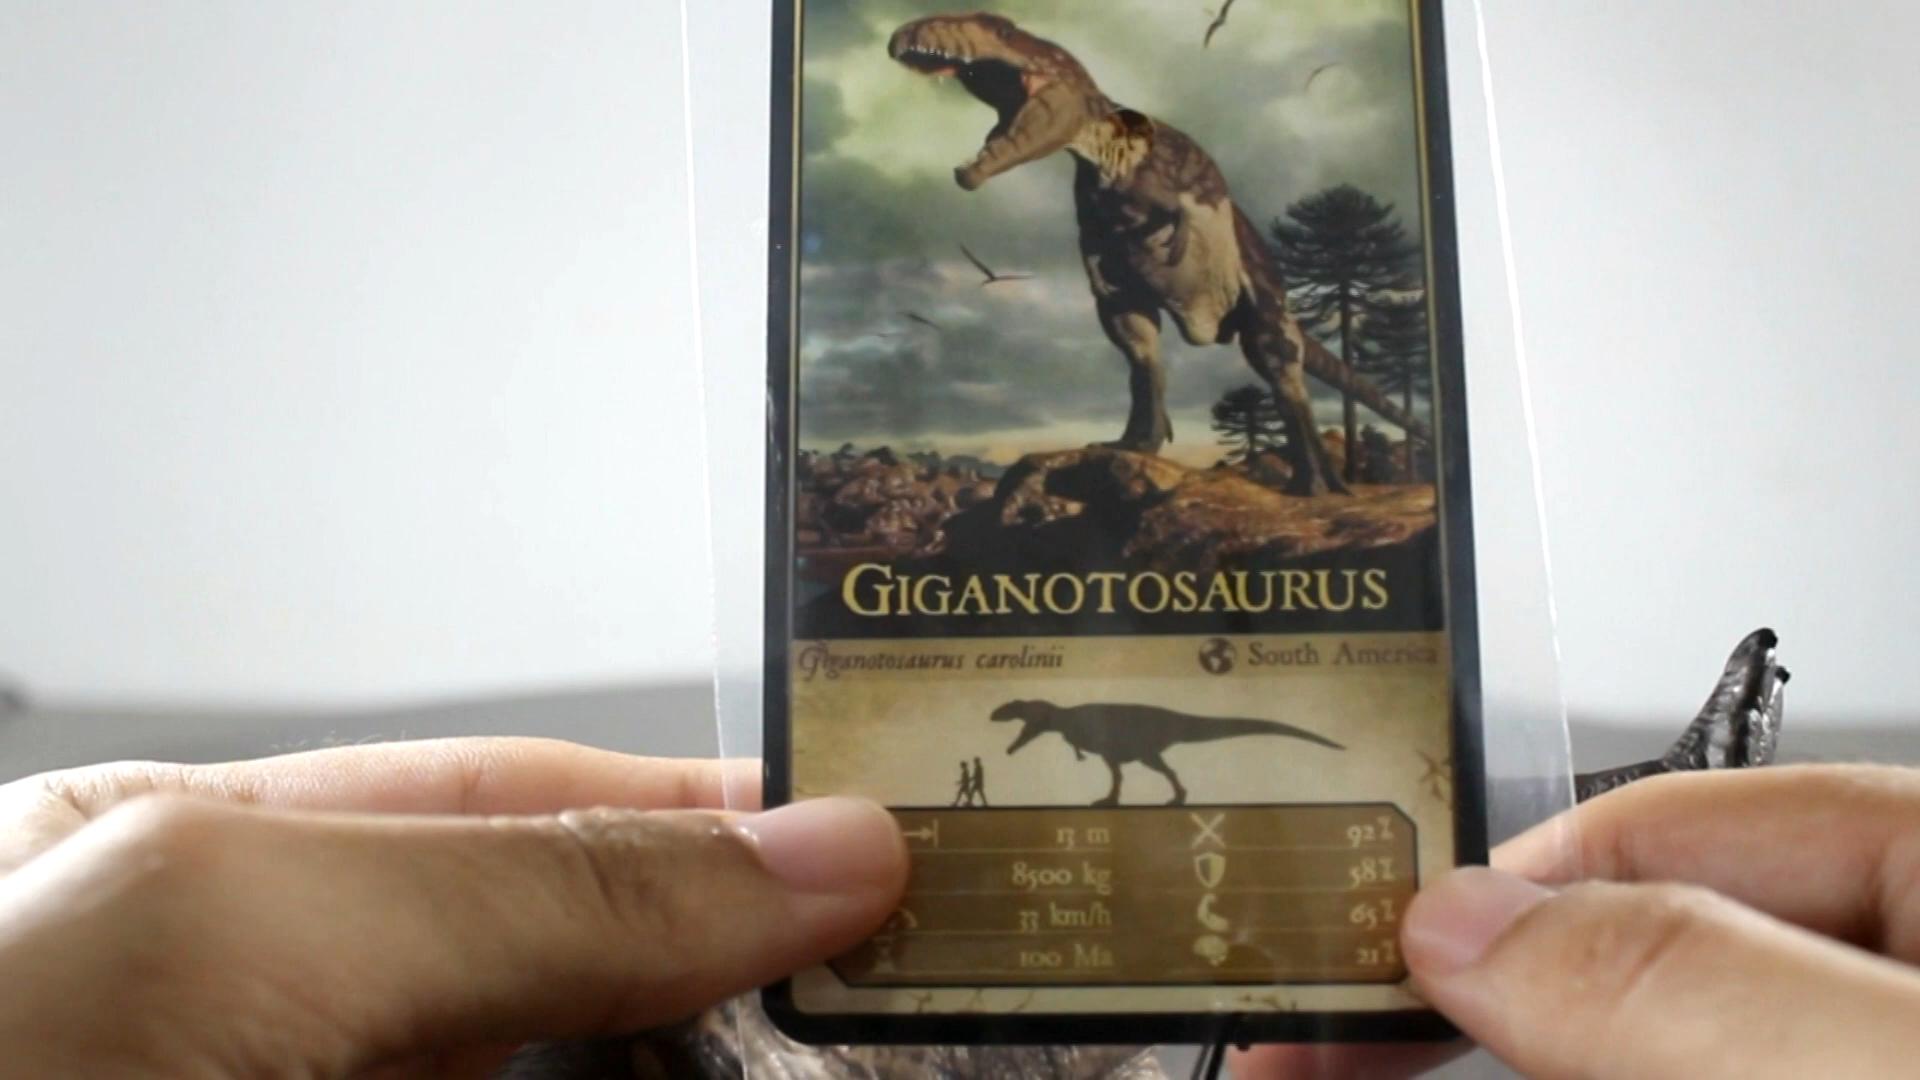 GIGANOTOSAURUS
Giganotosaurus carolinii South America
13 m 92%
8500 kg 58%
33 km/h 65%
100 Ma 21%